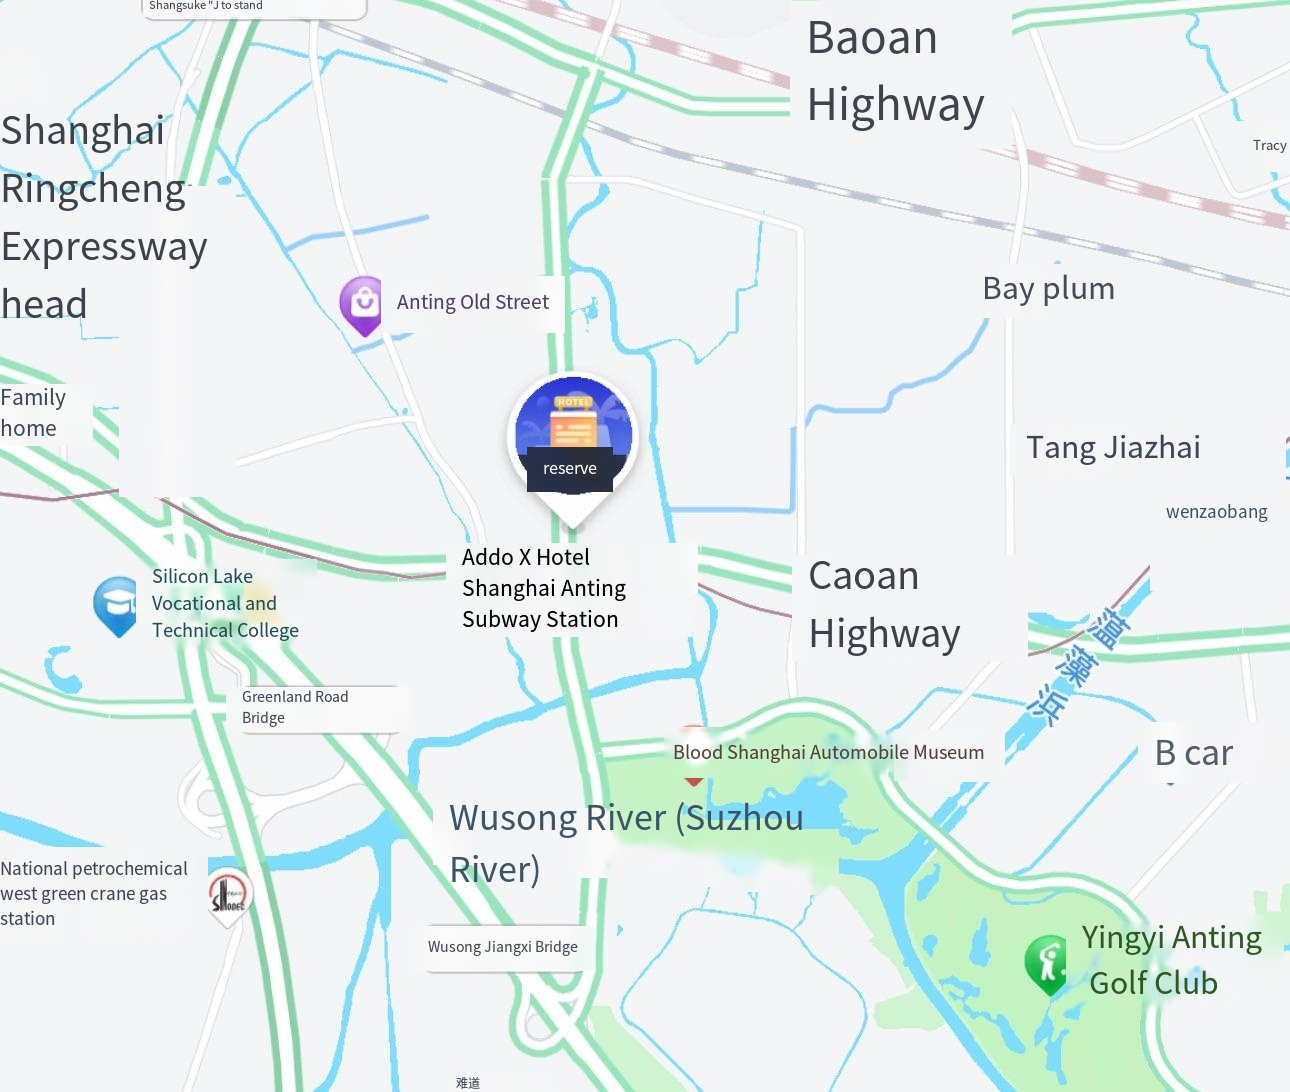 Shangsuke "J to stand
Baoan
Highway
Shanghai
Ringcheng
Expressway
head
Tracy
Bay plum
Anting Old Street
Family
home
HOTEL
reserve
Tang Jiazhai
wenzaobang
Addo X Hotel
Shanghai Anting
Subway Station
Caoan
Highway
Silicon Lake
Vocational and
Technical College
蕰
藻
浜
Greenland Road
Bridge
Blood Shanghai Automobile Museum
B car
Wusong River (Suzhou
River)
National petrochemical
west green crane gas
station
Wusong Jiangxi Bridge
Yingyi Anting
Golf Club
难道